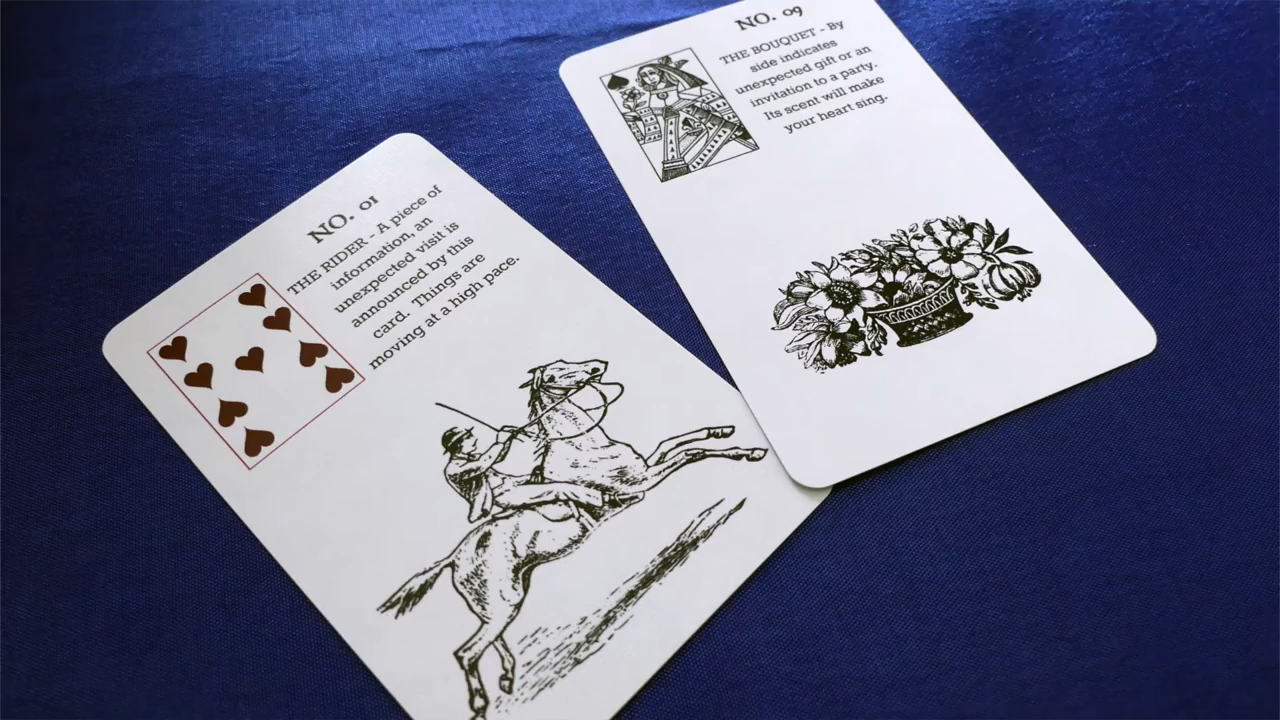 NO. 01
THE RIDER - A piece of
information, an
unexpected visit is
announced by this
card. Things are
moving at a high pace.
NO. 09
THE BOUQUET - By
side indicates
unexpected gift or an
invitation to a party.
Its scent will make
your heart sing.